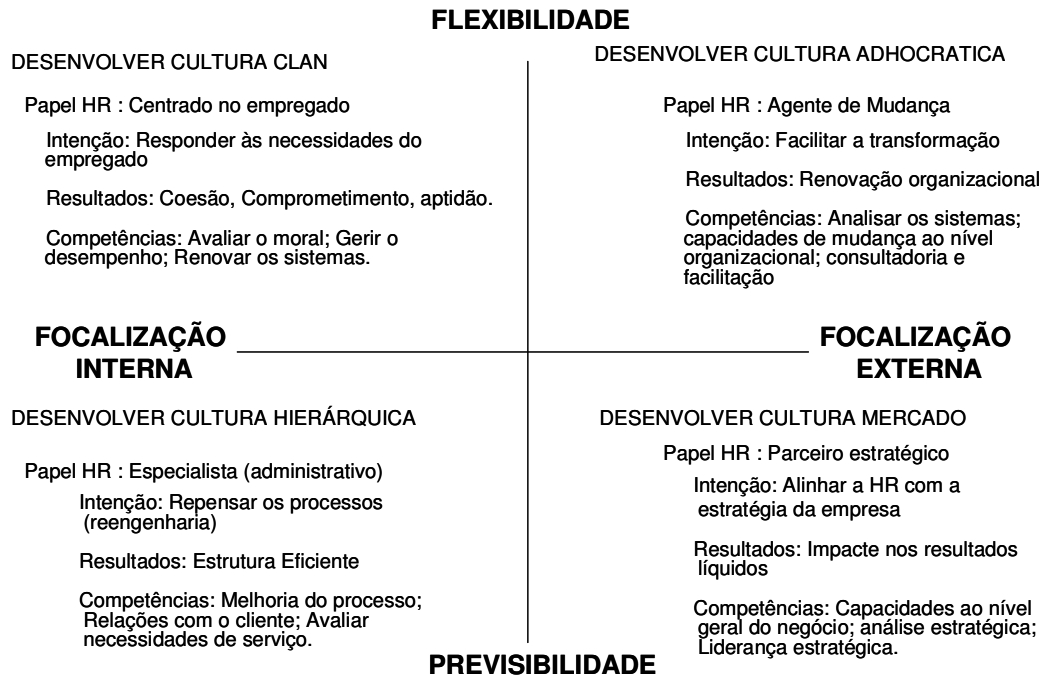 FLEXIBILIDADE
DESENVOLVER CULTURA CLAN
Papel HR : Centrado no empregado
Intenção: Responder às necessidades do
empregado
Resultados: Coesão, Comprometimento, aptidão.
Competências: Avaliar o moral; Gerir o
desempenho; Renovar os sistemas.
DESENVOLVER CULTURA ADHOCRATICA
Papel HR : Agente de Mudança
Intenção: Facilitar a transformação
Resultados: Renovação organizacional
Competências: Analisar os sistemas;
capacidades de mudança ao nível
organizacional; consultadoria e
facilitação
FOCALIZAÇÃO
INTERNA
FOCALIZAÇÃO
EXTERNA
DESENVOLVER CULTURA HIERÁRQUICA
Papel HR : Especialista (administrativo)
Intenção: Repensar os processos
(reengenharia)
Resultados: Estrutura Eficiente
Competências: Melhoria do processo;
Relações com o cliente; Avaliar
necessidades de serviço.
DESENVOLVER CULTURA MERCADO
Papel HR : Parceiro estratégico
Intenção: Alinhar a HR com a
estratégia da empresa
Resultados: Impacte nos resultados
líquidos
Competências: Capacidades ao nível
geral do negócio; análise estratégica;
Liderança estratégica.
PREVISIBILIDADE